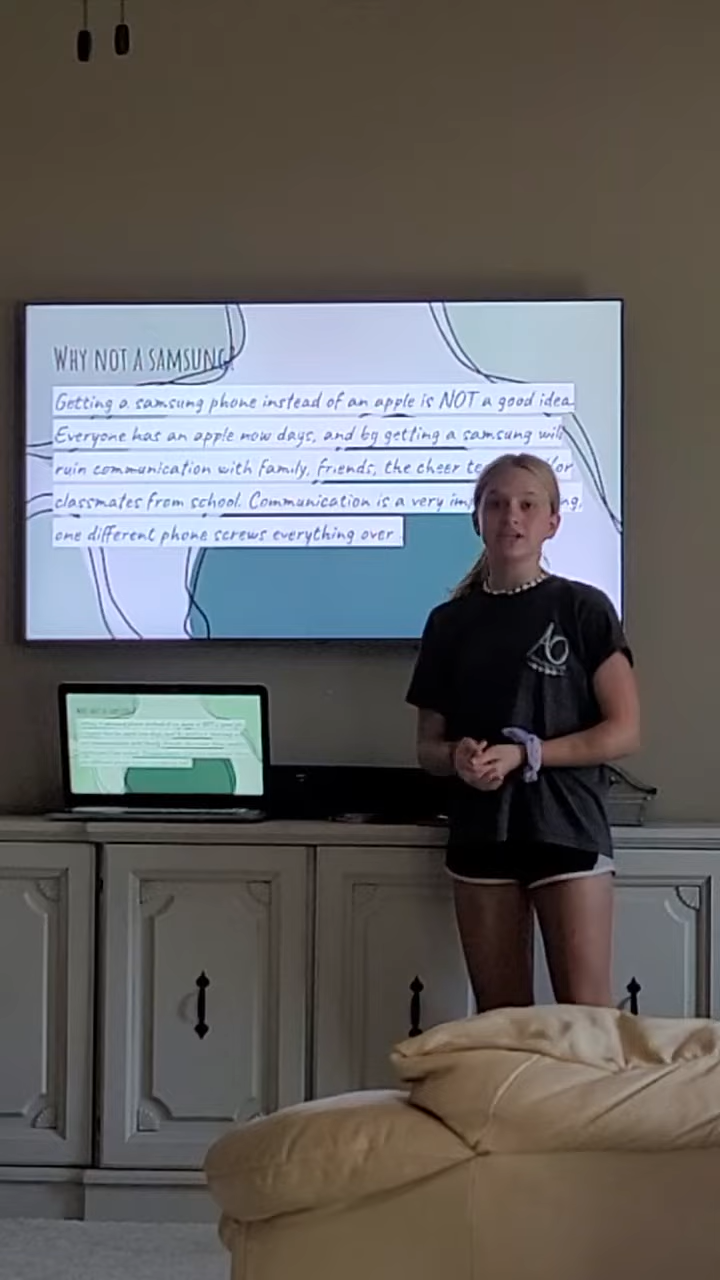 WHY NOT A SAMSUNG?
Getting a samsung phone instead of an apple is NOT a good idea.
Everyone has an apple now days, and by getting a samsung will
ruin communication with family, friends, the cheer
classmates from school. Communication is a very
one different phone screws everything over